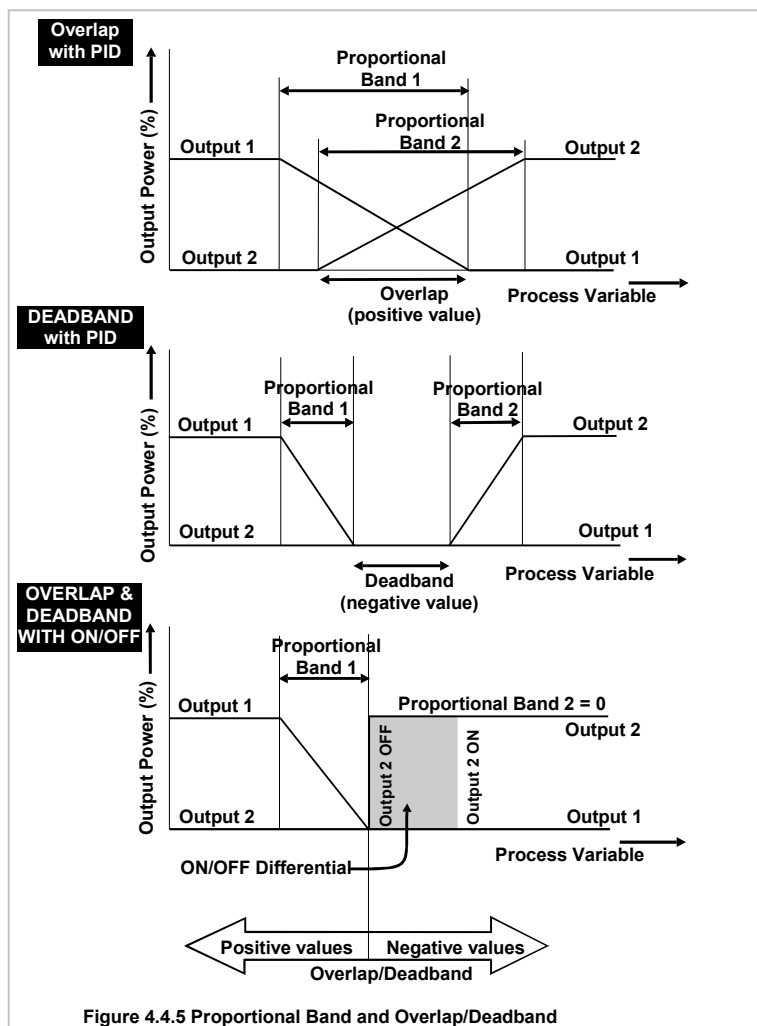 Overlap
with PID
Output Power (%)
Proportional
Band 1
Proportional
Band 2
Output 1
Output 2
Output 2
Output 1
Overlap
(positive value)
Process Variable
DEADBAND
with PID
Output Power (%)
Proportional
Band 1
Proportional
Band 2
Output 1
Output 2
Output 2
Output 1
Deadband
(negative value)
Process Variable
OVERLAP &
DEADBAND
WITH ON/OFF
Output Power (%)
Proportional
Band 1
Proportional Band 2 = 0
Output 1
Output 2
Output 2 OFF
Output 2 ON
Output 2
Output 1
Process Variable
ON/OFF Differential
Positive values
Negative values
Overlap/Deadband
Figure 4.4.5 Proportional Band and Overlap/Deadband